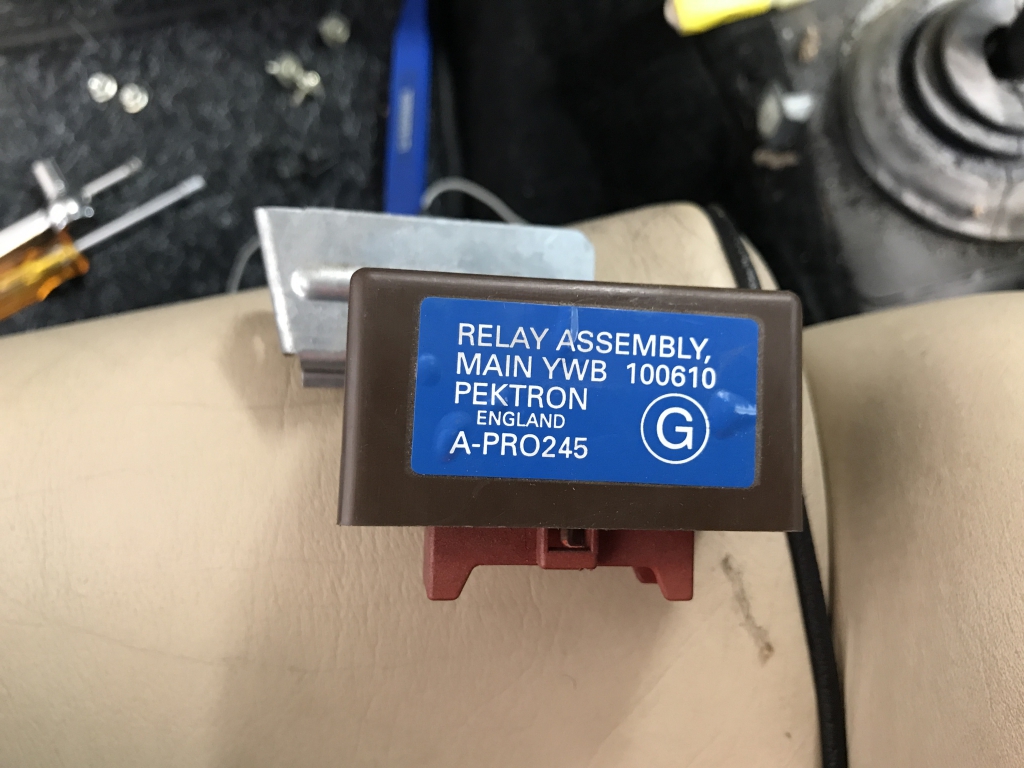 RELAY ASSEMBLY,
MAIN YWB 100610
PEKTRON
ENGLAND
A-PRO245
G